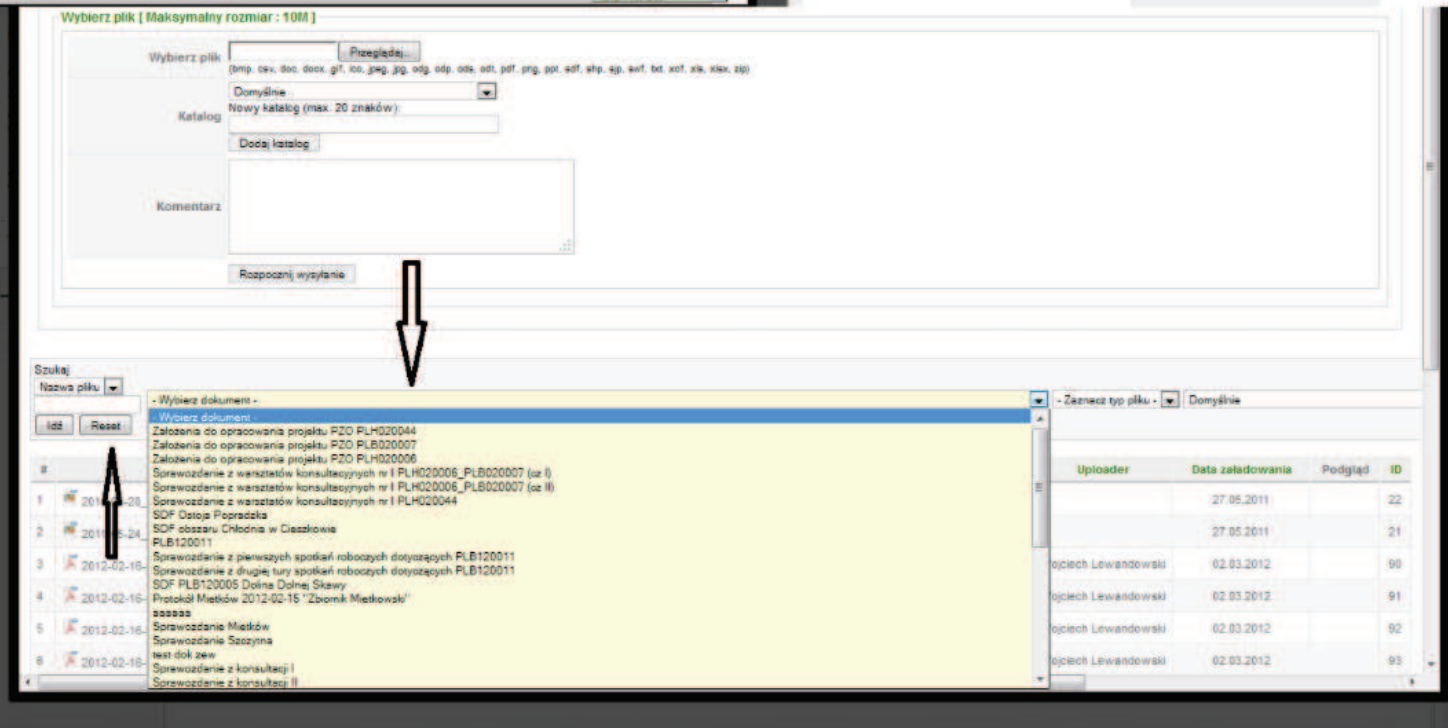 Wybierz plik [ Maksymalny rozmiar : 10M ]
Wybierz plik
Przeglądaj...
(bmp, csv, doc, docx, gif, ico, jpeg, jpg, odg, odp, ods, odt, pdf, png, ppt, sdf, shp, sjp, swf, txt, xcf, xls, xlsx, zip)
Katalog
Domyślnie
Nowy katalog (max. 20 znaków):
Dodaj katalog
Komentarz
Rozpocznij wysyłanie
Szukaj
Nazwa pliku
Idź Reset
- Wybierz dokument -
- Zaznacz typ pliku -
Domyślnie
- Wybierz dokument -
Założenia do opracowania projektu PZO PLH020044
Założenia do opracowania projektu PZO PLB020007
Założenia do opracowania projektu PZO PLH020006
Sprawozdanie z warsztatów konsultacyjnych nr I PLH020006_PLB020007 (cz I)
Sprawozdanie z warsztatów konsultacyjnych nr I PLH020006_PLB020007 (cz II)
Sprawozdanie z warsztatów konsultacyjnych nr I PLH020044
SDF Ostoja Popradzka
SDF obszaru Chłodnia w Cieszkowie
PLB120011
Sprawozdanie z pierwszych spotkań roboczych dotyczących PLB120011
Sprawozdanie z drugiej tury spotkań roboczych dotyczących PLB120011
SDF PLB120005 Dolina Dolnej Skawy
Protokół Mietków 2012-02-15 "Zbiornik Mietkowski"
aaaaaa
Sprawozdanie Mietków
Sprawozdanie Szczyrna
test dok zew
Sprawozdanie z konsultacji I
Sprawozdanie z konsultacji II
# Uploader Data załadowania Podgląd ID
1 27.05.2011 22
2 27.05.2011 21
3 2012-02-16- ojciech Lewandowski 02.03.2012 90
4 2012-02-16- ojciech Lewandowski 02.03.2012 91
5 2012-02-16- ojciech Lewandowski 02.03.2012 92
6 2012-02-16- ojciech Lewandowski 02.03.2012 93